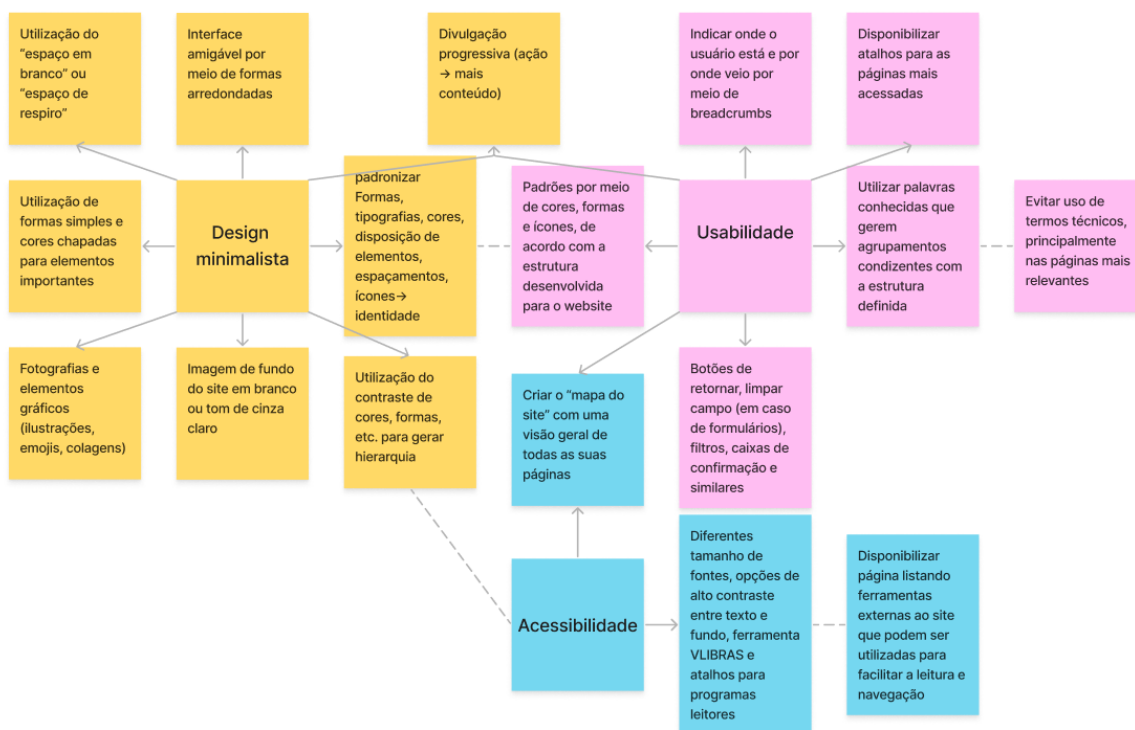 Utilização do
“espaço em
branco” ou
“espaço de
respiro”
Interface
amigável por
meio de formas
arredondadas
Divulgação
progressiva (ação
→ mais
conteúdo)
Indicar onde o
usuário está e por
onde veio por
meio de
breadcrumbs
Disponibilizar
atalhos para as
páginas mais
acessadas
Utilização de
formas simples e
cores chapadas
para elementos
importantes
Design
minimalista
padronizar
Formas,
tipografias, cores,
disposição de
elementos,
espaçamentos,
ícones→
identidade
Padrões por meio
de cores, formas
e ícones, de
acordo com a
estrutura
desenvolvida
para o website
Usabilidade
Utilizar palavras
conhecidas que
gerem
agrupamentos
condizentes com
a estrutura
definida
Evitar uso de
termos técnicos,
principalmente
nas páginas mais
relevantes
Fotografias e
elementos
gráficos
(ilustrações,
emojis, colagens)
Imagem de fundo
do site em branco
ou tom de cinza
claro
Utilização do
contraste de
cores, formas,
etc. para gerar
hierarquia
Criar o “mapa do
site” com uma
visão geral de
todas as suas
páginas
Botões de
retornar, limpar
campo (em caso
de formulários),
filtros, caixas de
confirmação e
similares
Acessibilidade
Diferentes
tamanho de
fontes, opções de
alto contraste
entre texto e
fundo, ferramenta
VLIBRAS e
atalhos para
programas
leitores
Disponibilizar
página listando
ferramentas
externas ao site
que podem ser
utilizadas para
facilitar a leitura e
navegação